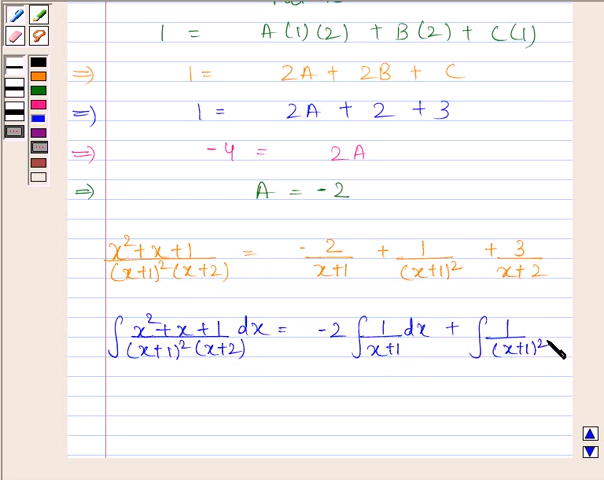 1 = A(1)(2) + B(2) + C(1)
⇒ 1 = 2A + 2B + C
⇒ 1 = 2A + 2 + 3
⇒ -4 = 2A
⇒ A = -2
x²+x+1/(x+1)²(x+2) = -2/x+1 + 1/(x+1)² + 3/x+2
∫ x²+x+1/(x+1)²(x+2) dx = -2 ∫ 1/x+1 dx + ∫ 1/(x+1)²